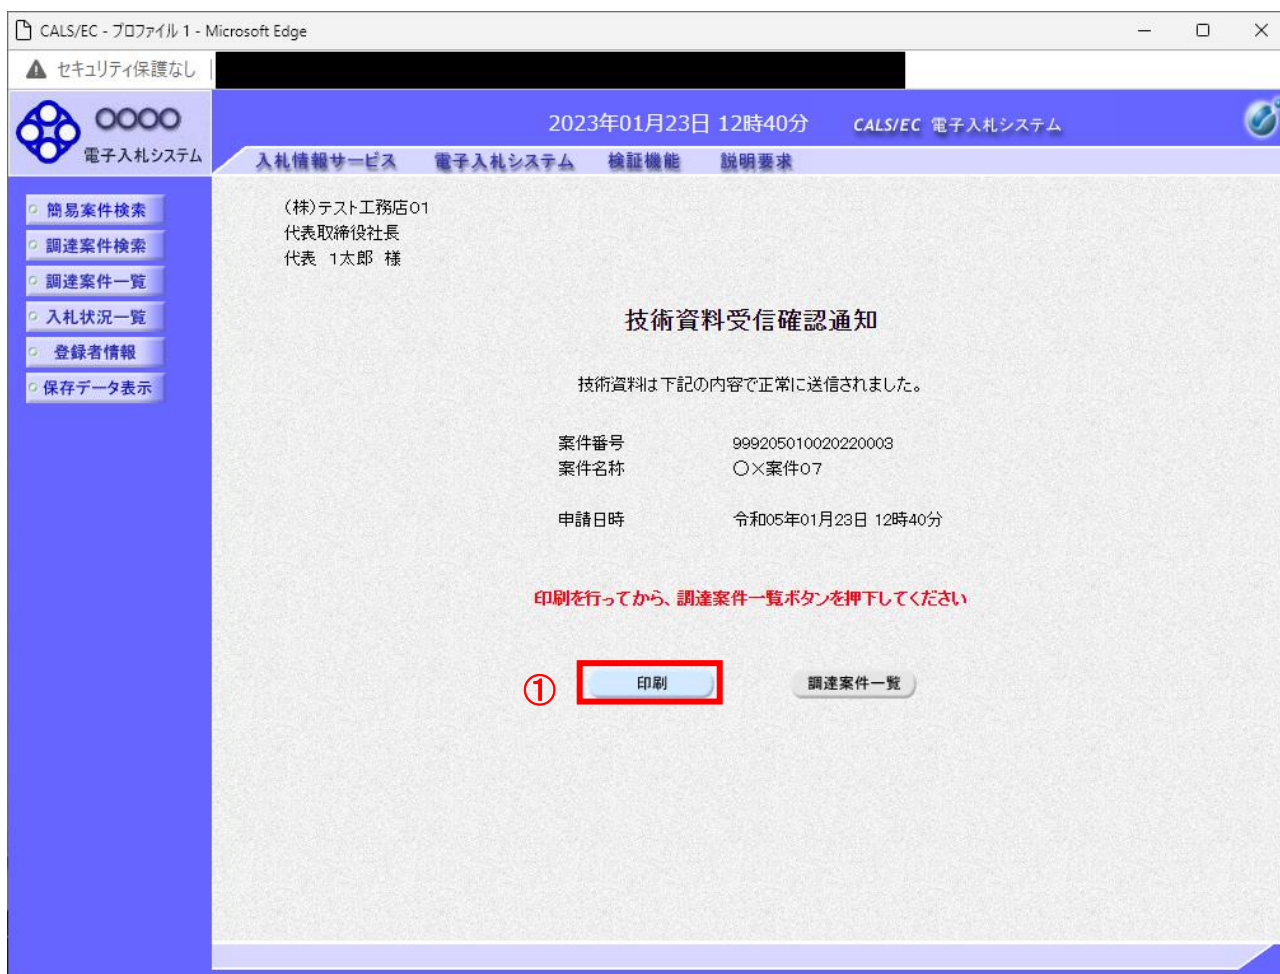 CALS/EC - プロファイル 1 - Microsoft Edge
セキュリティ保護なし
OOOO
電子入札システム
2023年01月23日 12時40分
CALS/EC 電子入札システム
入札情報サービス 電子入札システム 検証機能 説明要求
簡易案件検索
調達案件検索
調達案件一覧
入札状況一覧
登録者情報
保存データ表示
(株)テスト工務店01
代表取締役社長
代表 1太郎 様
技術資料受信確認通知
技術資料は下記の内容で正常に送信されました。
案件番号 999205010020220003
案件名称 〇×案件07
申請日時 令和05年01月23日 12時40分
印刷を行ってから、調達案件一覧ボタンを押下してください
① 印刷 調達案件一覧